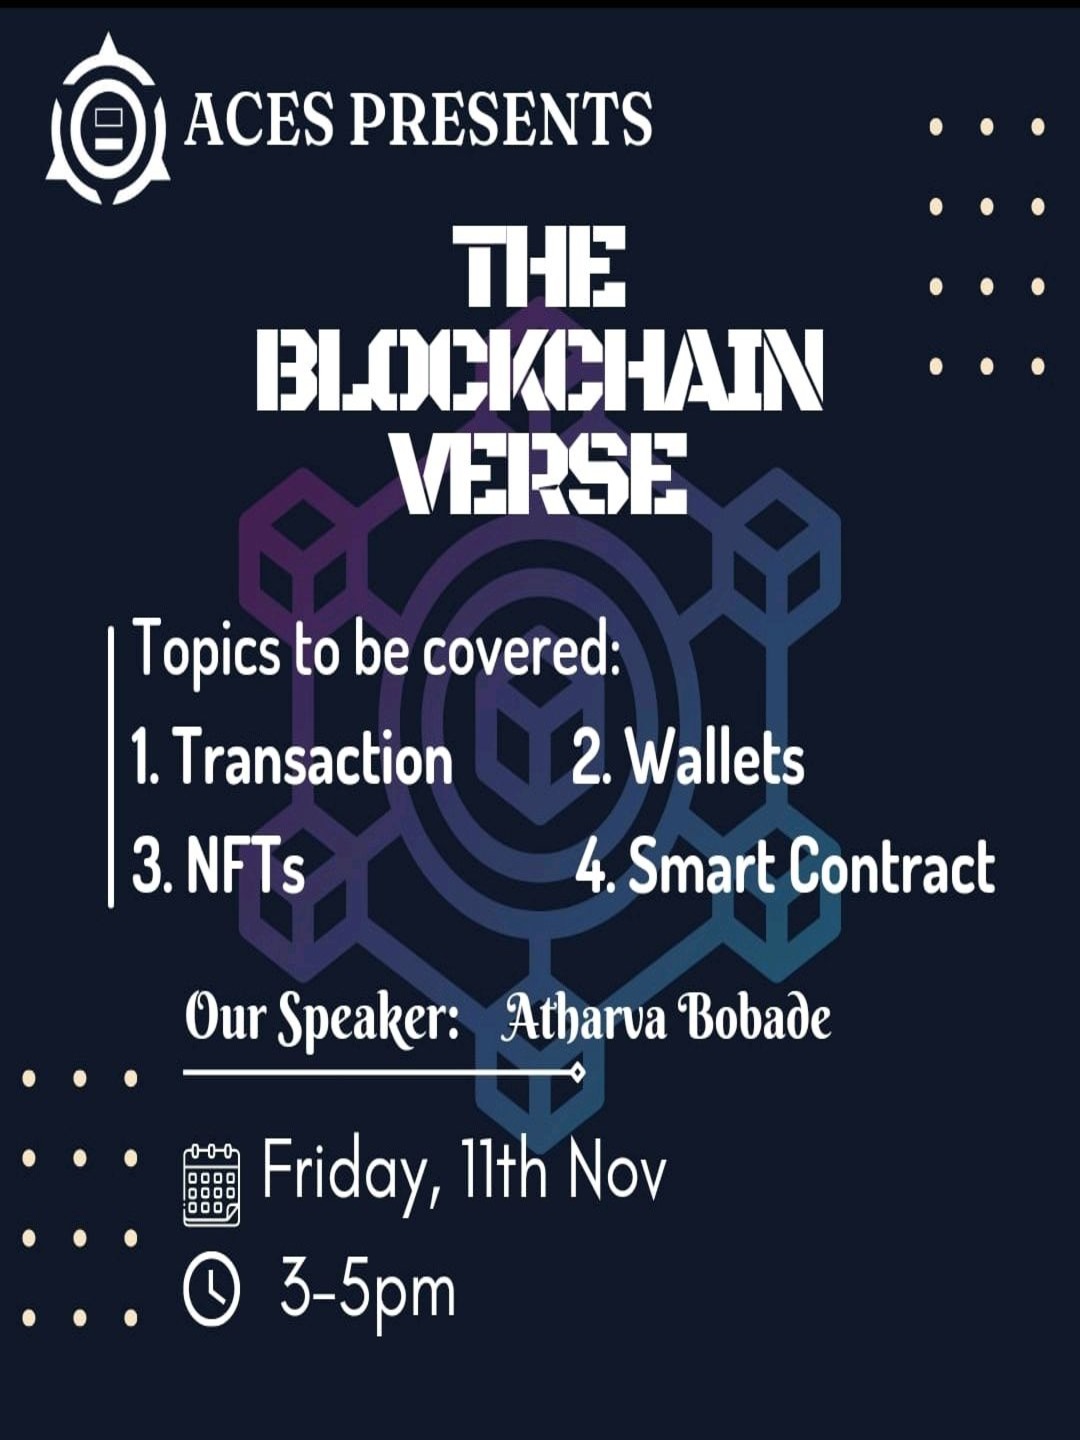 ACES PRESENTS
THE
BLOCKCHAIN
VERSE
Topics to be covered:
1. Transaction 2. Wallets
3. NFTs 4. Smart Contract
Our Speaker: Atharva Bobade
Friday, 11th Nov
3-5pm